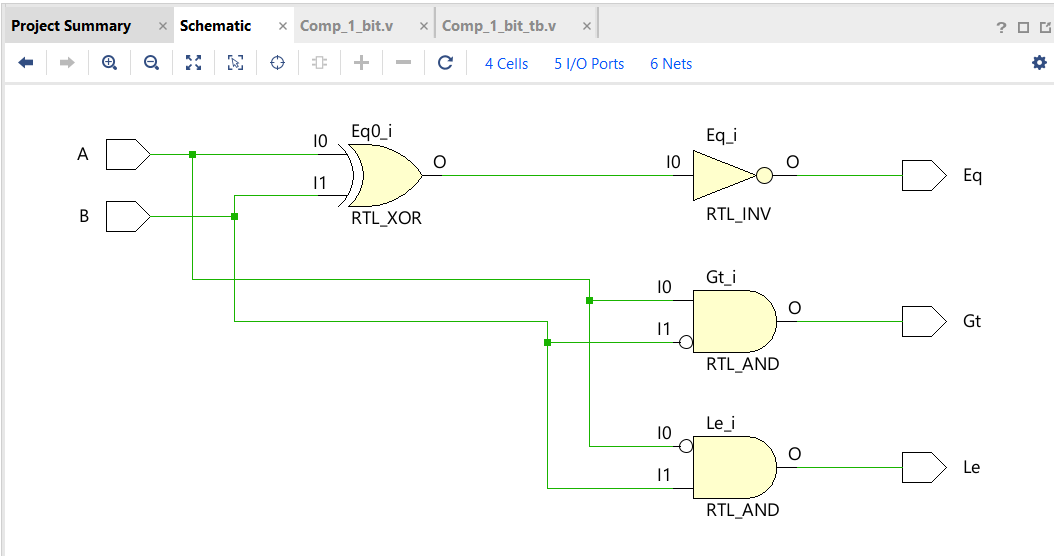 Project Summary × Schematic × Comp_1_bit.v × Comp_1_bit_tb.v ×
?
4 Cells 5 I/O Ports 6 Nets
A
B
I0
I1
Eq0_i
O
RTL_XOR
I0
Eq_i
O
RTL_INV
Eq
I0
I1
Gt_i
O
RTL_AND
Gt
I0
I1
Le_i
O
RTL_AND
Le